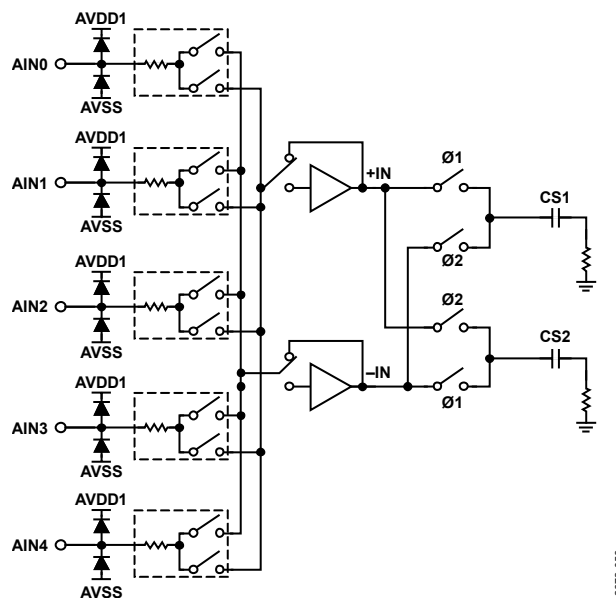 AVDD1
AIN0
AVSS
AVDD1
AIN1
AVSS
AVDD1
AIN2
AVSS
AVDD1
AIN3
AVSS
AVDD1
AIN4
AVSS
+IN
–IN
Ø1
Ø2
CS1
Ø2
Ø1
CS2